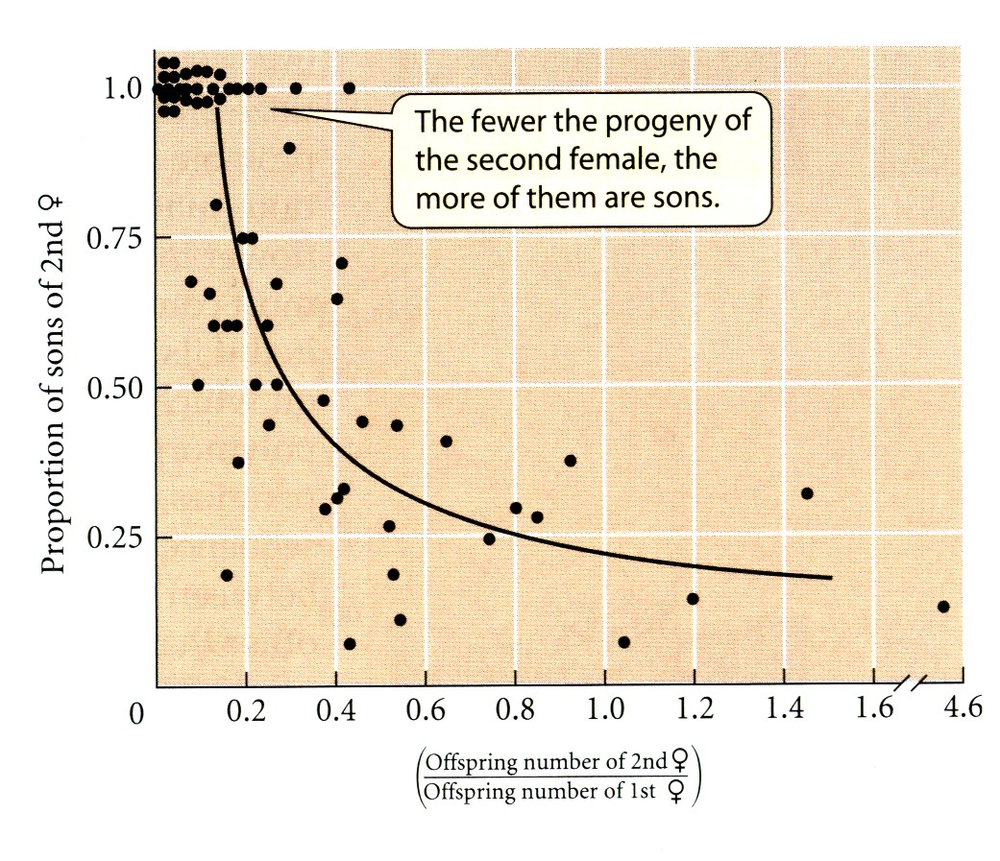 1.0
0.75
0.50
0.25
0
Proportion of sons of 2nd ♀
The fewer the progeny of
the second female, the
more of them are sons.
0.2 0.4 0.6 0.8 1.0 1.2 1.4 1.6 4.6
Offspring number of 2nd ♀
Offspring number of 1st ♀